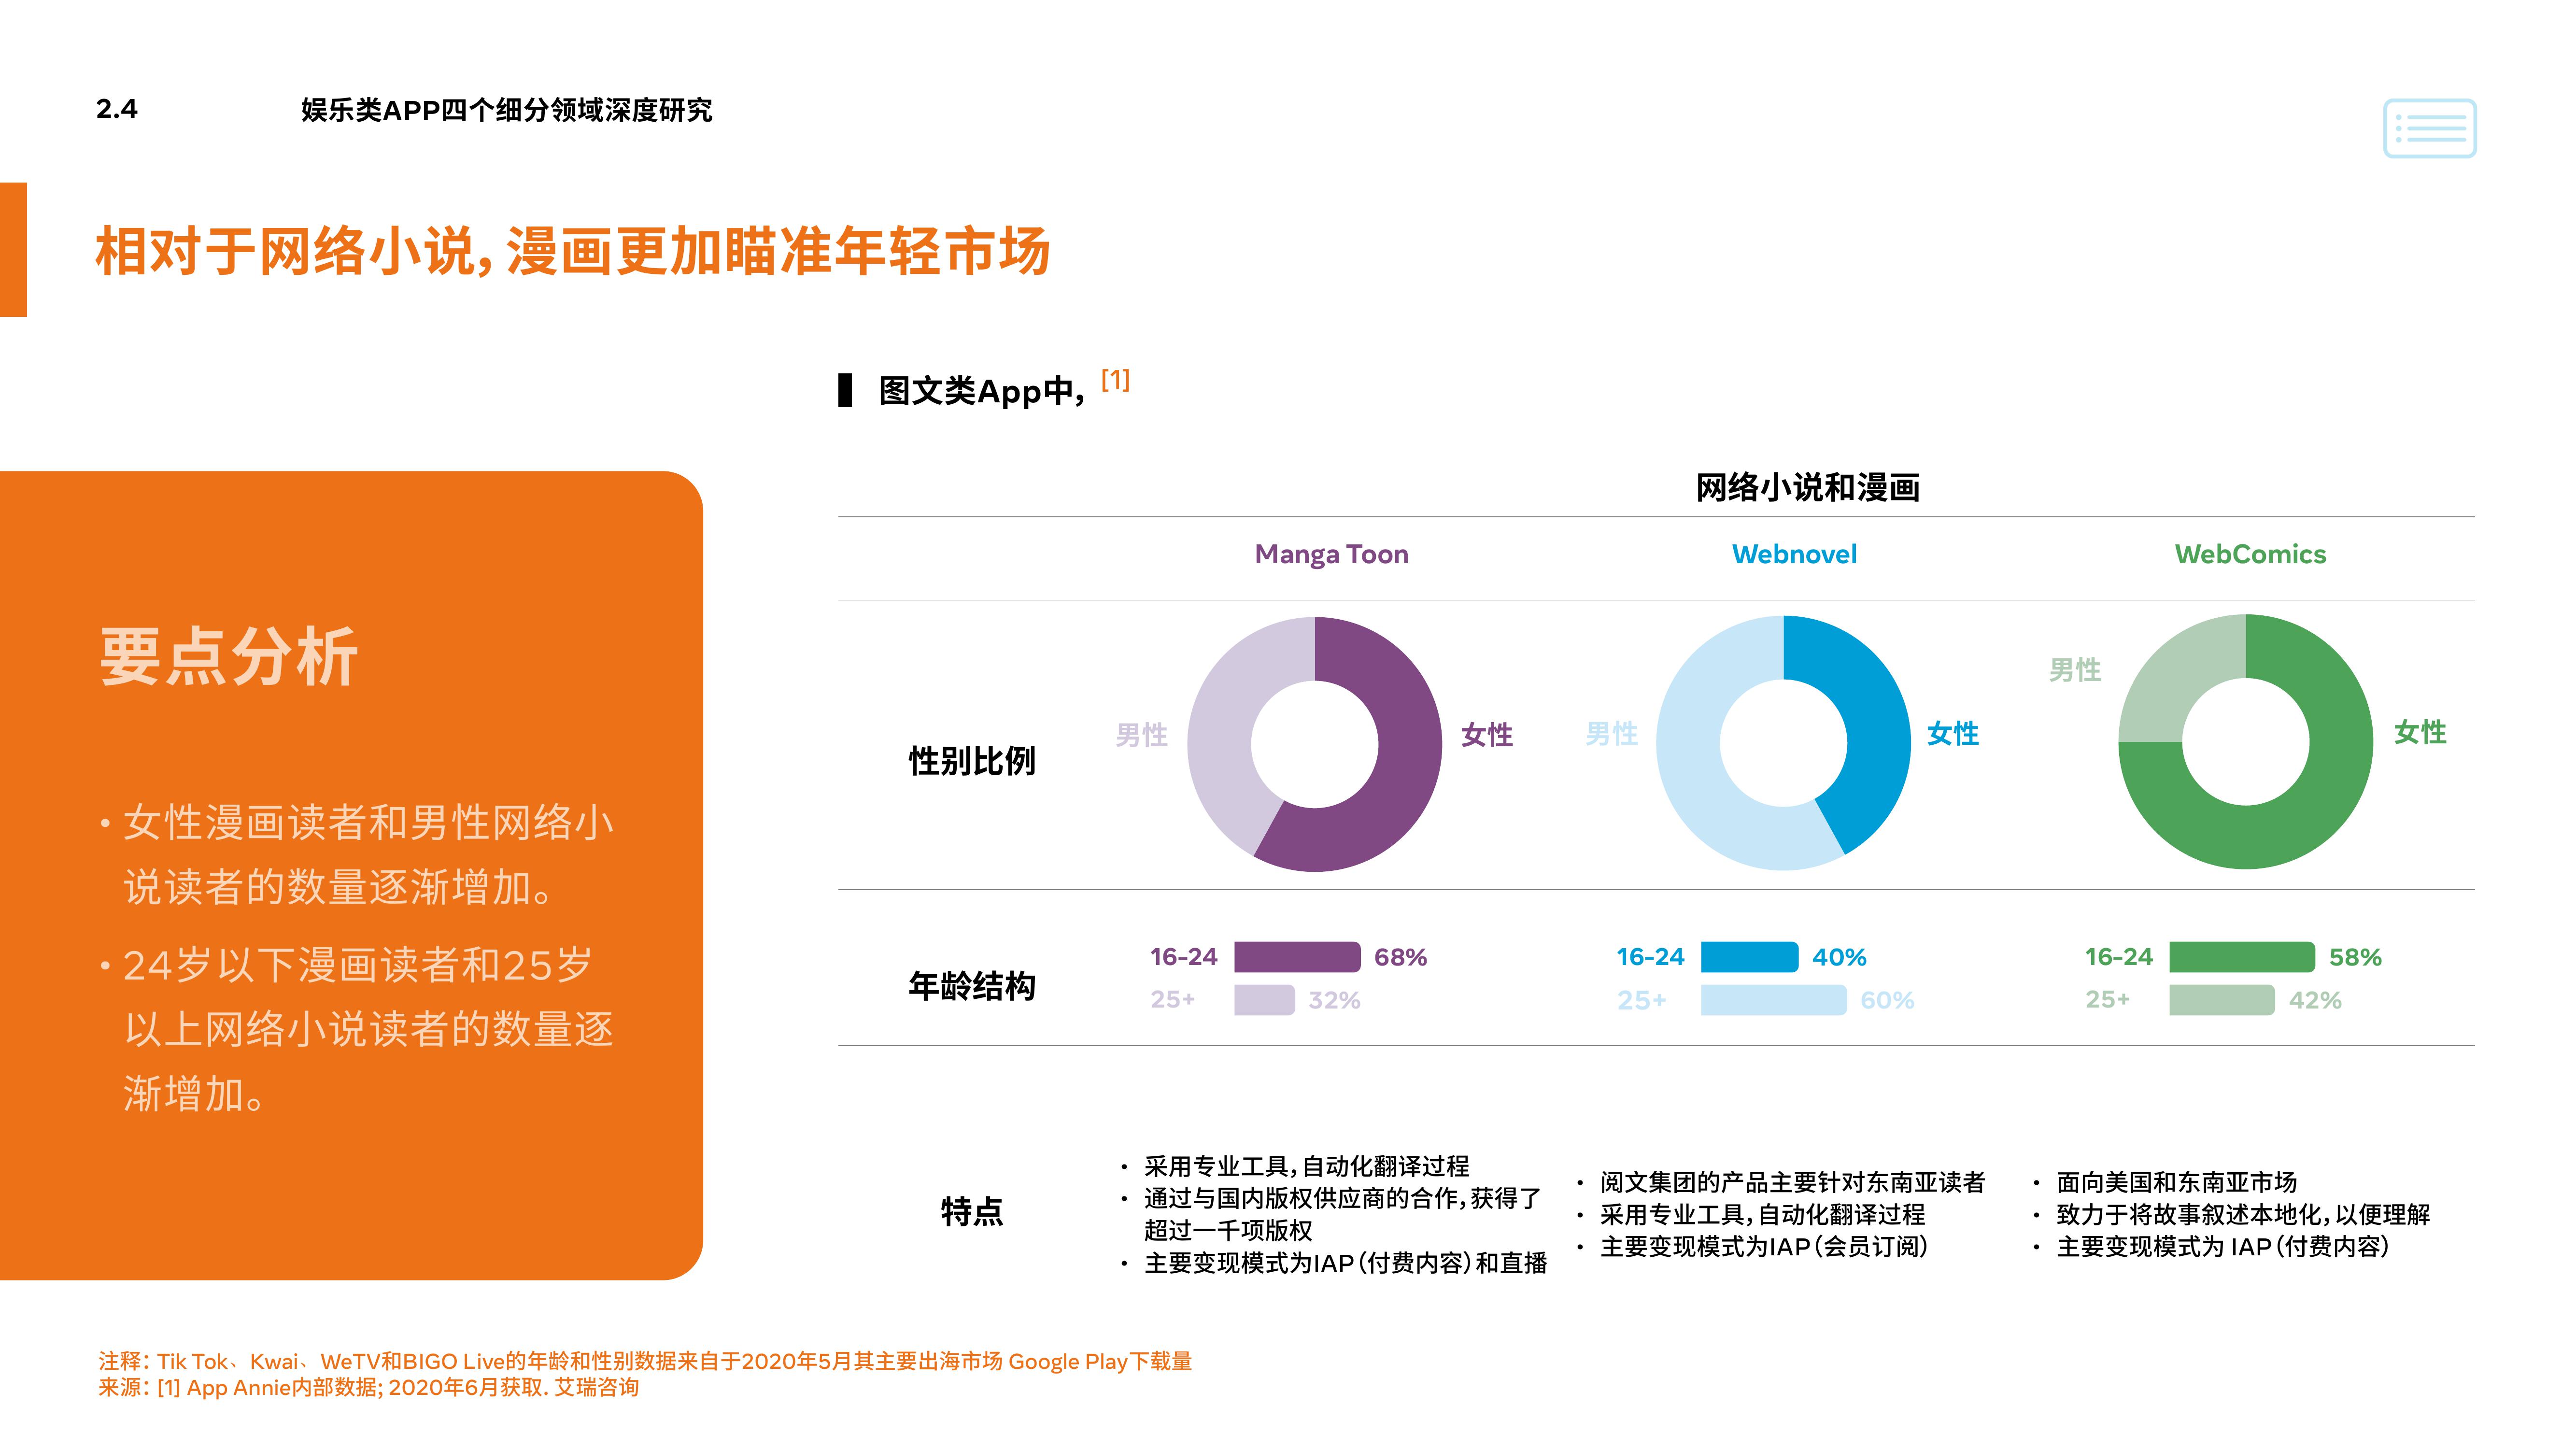 2.4
娱乐类APP四个细分领域深度研究
相对于网络小说，漫画更加瞄准年轻市场
图文类App中， [1]
要点分析
• 女性漫画读者和男性网络小
说读者的数量逐渐增加。
• 24岁以下漫画读者和25岁
以上网络小说读者的数量逐
渐增加。
网络小说和漫画
Manga Toon
Webnovel
WebComics
性别比例
男性
女性
男性
女性
男性
女性
年龄结构
16-24 68%
25+ 32%
16-24 40%
25+ 60%
16-24 58%
25+ 42%
特点
• 采用专业工具，自动化翻译过程
• 通过与国内版权供应商的合作，获得了
超过一千项版权
• 主要变现模式为IAP（付费内容）和直播
• 阅文集团的产品主要针对东南亚读者
• 采用专业工具，自动化翻译过程
• 主要变现模式为IAP（会员订阅）
• 面向美国和东南亚市场
• 致力于将故事叙述本地化，以便理解
• 主要变现模式为 IAP（付费内容）
注释：Tik Tok、Kwai、WeTV和BIGO Live的年龄和性别数据来自于2020年5月其主要出海市场 Google Play下载量
来源：[1] App Annie内部数据; 2020年6月获取. 艾瑞咨询